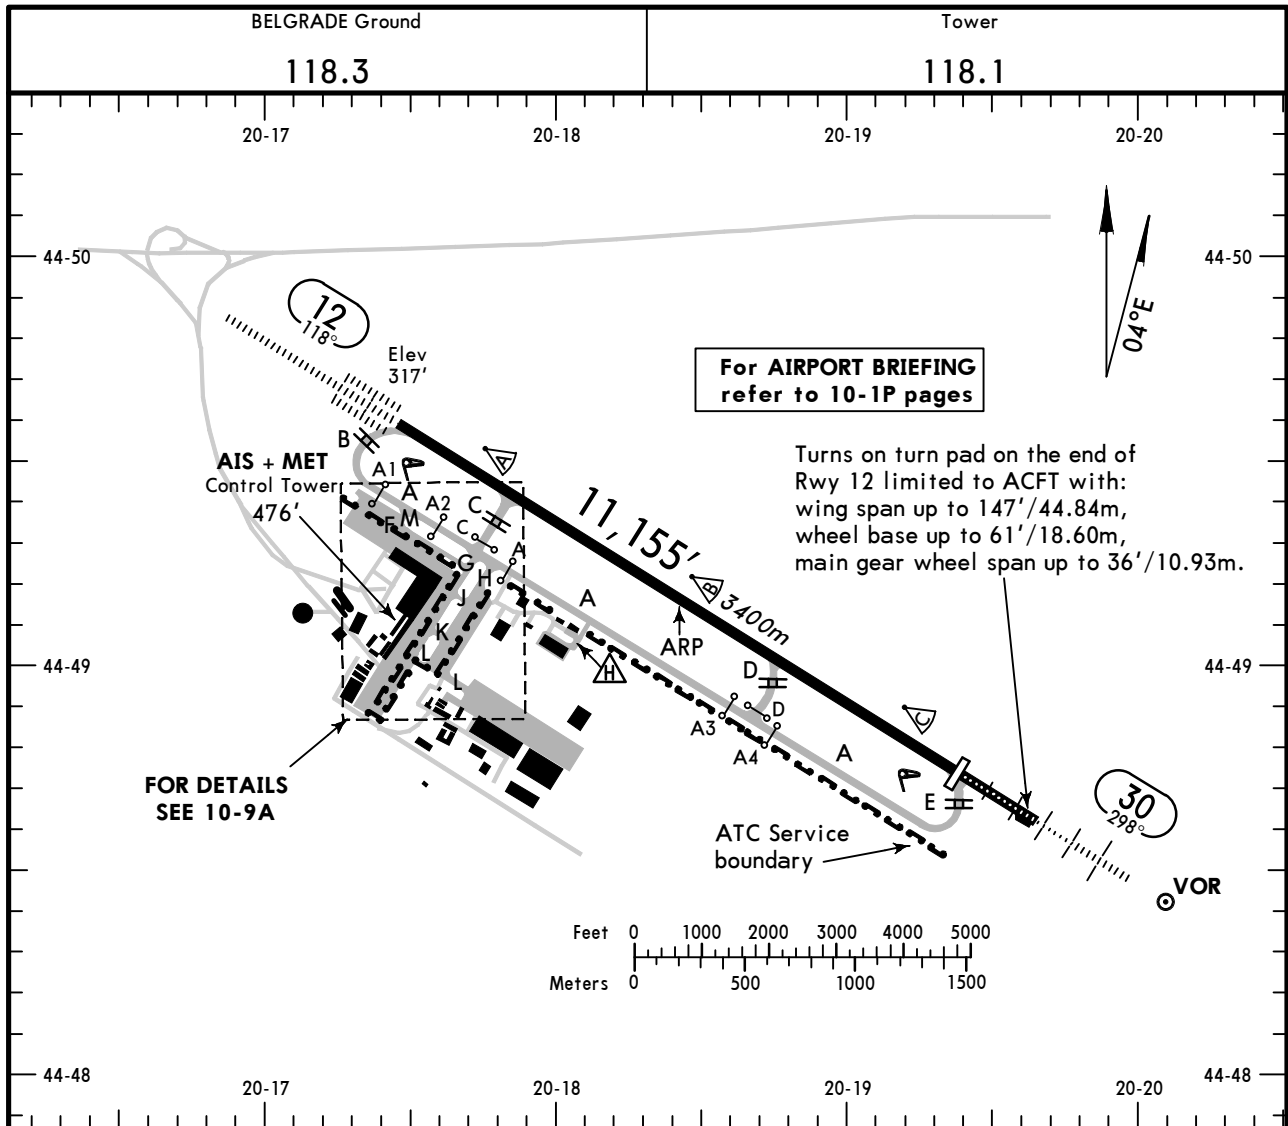 BELGRADE Ground
118.3
Tower
118.1
20-17
20-18
20-19
20-20
44-50
44-50
04°E
12
118°
Elev
317'
For AIRPORT BRIEFING
refer to 10-1P pages
Turns on turn pad on the end of
Rwy 12 limited to ACFT with:
wing span up to 147'/44.84m,
wheel base up to 61'/18.60m,
main gear wheel span up to 36'/10.93m.
AIS + MET
Control Tower
476'
B
A1
A
A2
M
F
C
C
A
A
G
H
J
K
L
L
11,155'
3400m
B
A
H
ARP
44-49
44-49
D
D
A3
A4
A
C
E
30
298°
FOR DETAILS
SEE 10-9A
ATC Service
boundary
VOR
Feet 0 1000 2000 3000 4000 5000
Meters 0 500 1000 1500
44-48
44-48
20-17
20-18
20-19
20-20